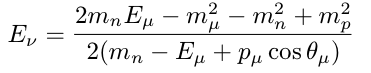 $E_\nu = \frac{2m_n E_\mu - m_\mu^2 - m_n^2 + m_p^2}{2(m_n - E_\mu + p_\mu \cos\theta_\mu)}$